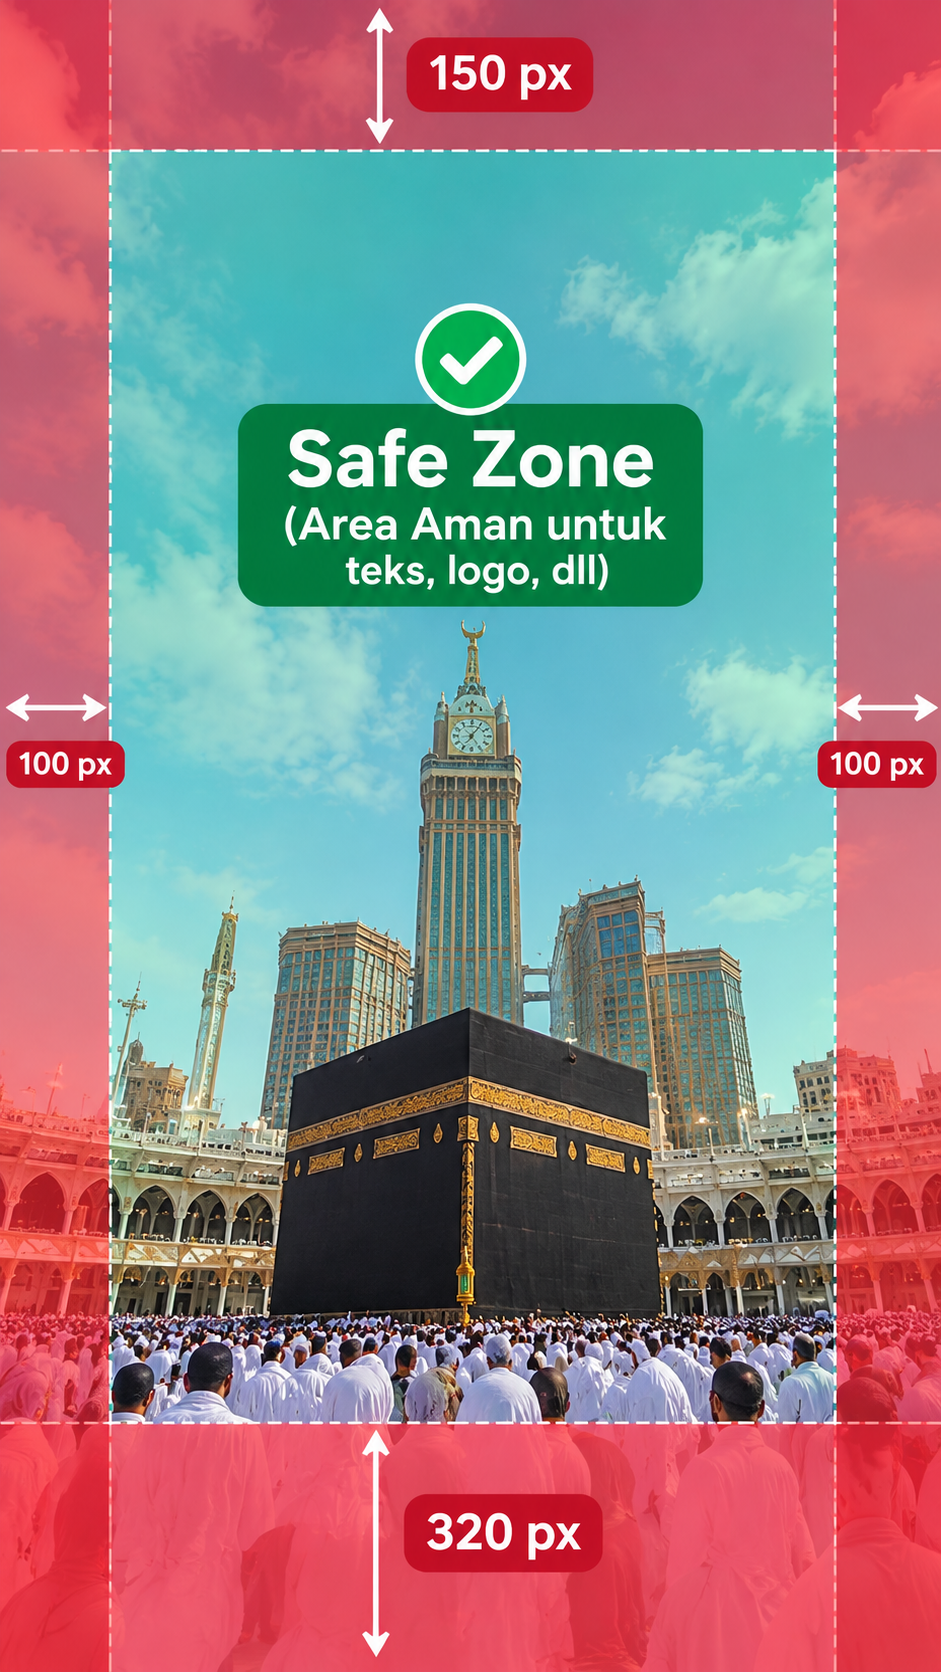 150 px
Safe Zone
(Area Aman untuk
teks, logo, dll)
100 px
100 px
320 px